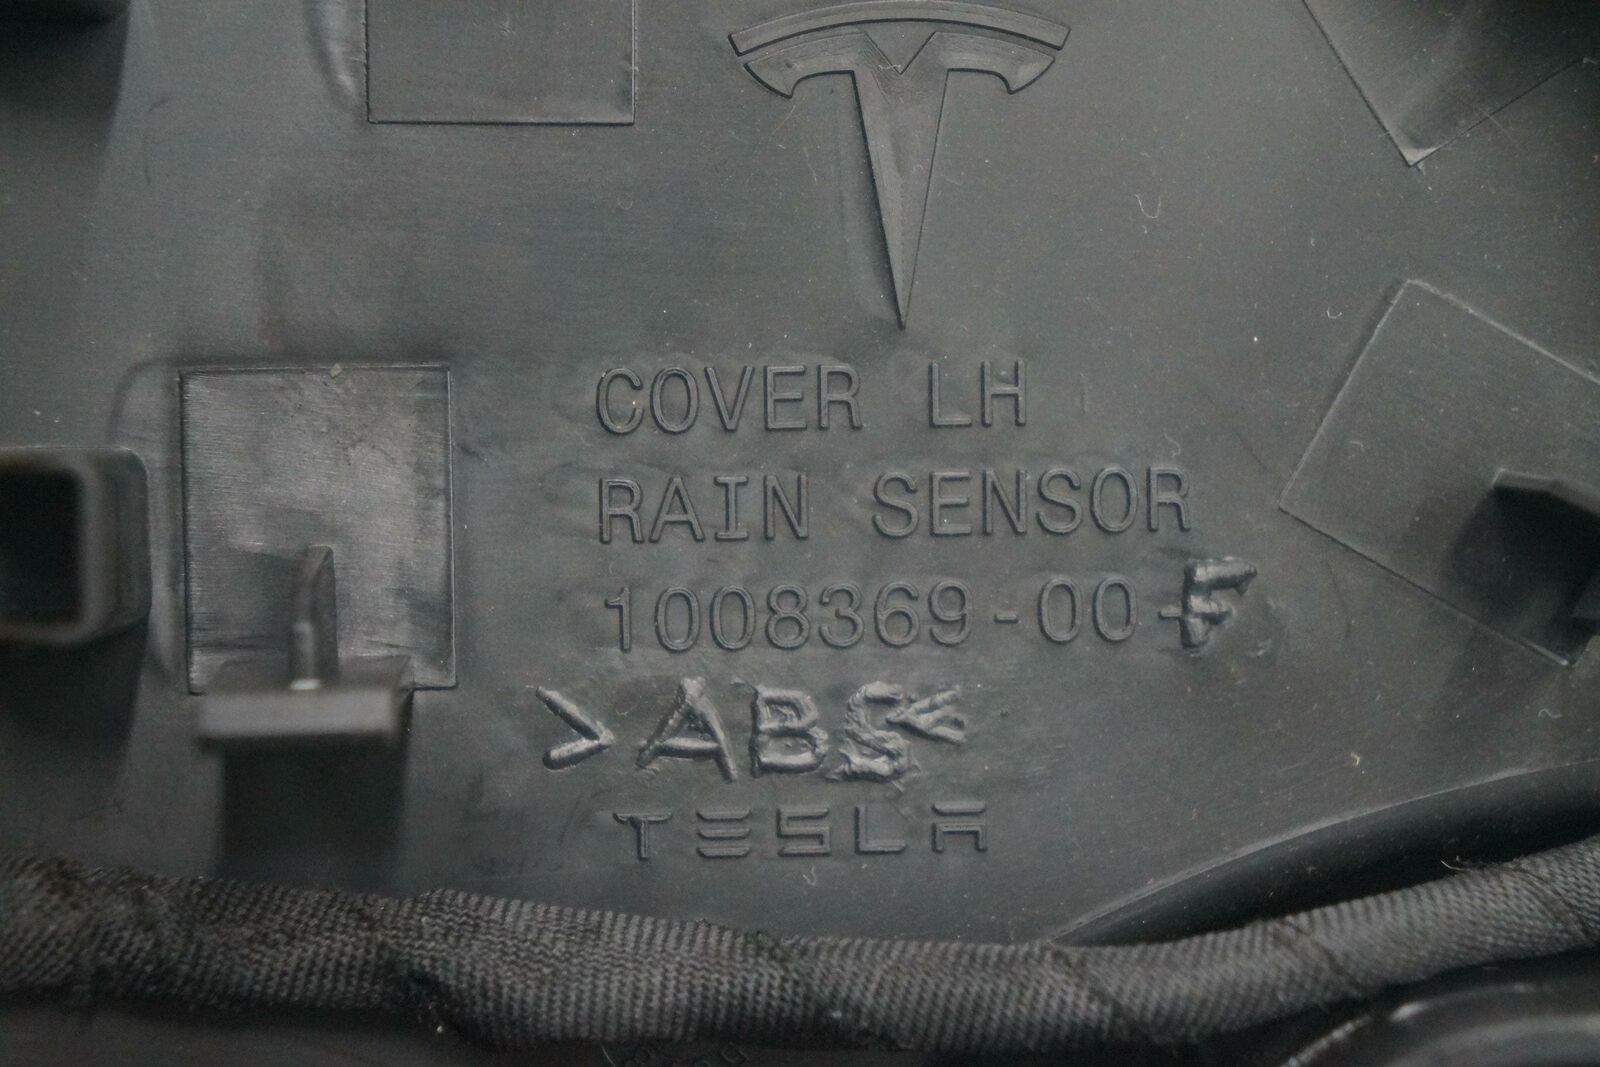 COVER LH
RAIN SENSOR
1008369-00-F
>ABS<
TESLA